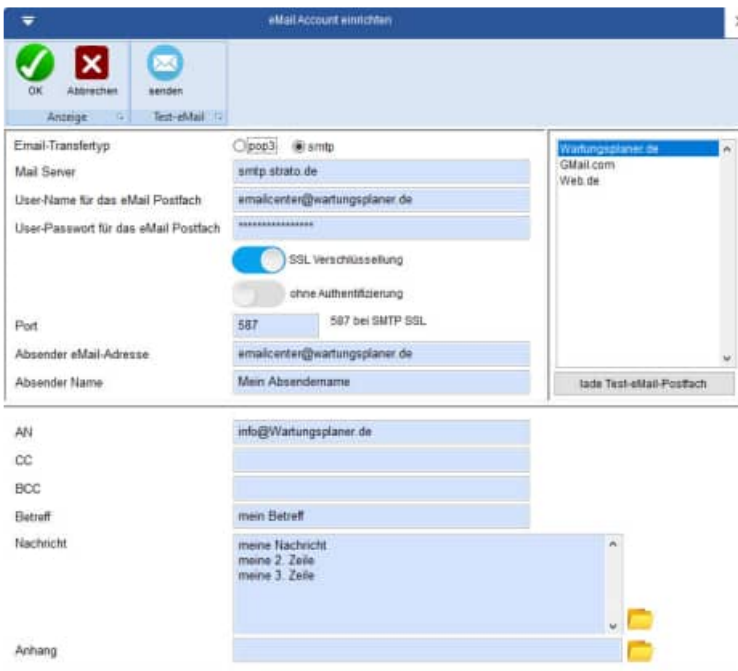 eMail Account einrichten
OK Abbrechen senden
Anzeige Test-eMail
Email-Transfertyp pop3 smtp
Mail Server smtp.strato.de
User-Name für das eMail Postfach emailcenter@wartungsplaner.de
User-Passwort für das eMail Postfach ****************
SSL Verschlüsselung
ohne Authentifizierung
Port 587 587 bei SMTP SSL
Absender eMail-Adresse emailcenter@wartungsplaner.de
Absender Name Mein Absendername
Wartungsplaner.de
GMail.com
Web.de
lade Test-eMail-Postfach
AN info@Wartungsplaner.de
CC
BCC
Betreff mein Betreff
Nachricht meine Nachricht
meine 2. Zeile
meine 3. Zeile
Anhang